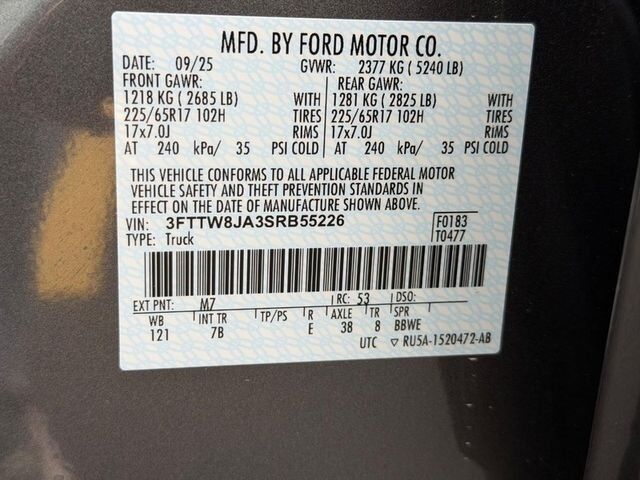 MFD. BY FORD MOTOR CO.
DATE: 09/25 GVWR: 2377 KG ( 5240 LB)
FRONT GAWR: REAR GAWR:
1218 KG ( 2685 LB) WITH 1281 KG ( 2825 LB) WITH
225/65R17 102H TIRES 225/65R17 102H TIRES
17x7.0J RIMS 17x7.0J RIMS
AT 240 kPa/ 35 PSI COLD AT 240 kPa/ 35 PSI COLD
THIS VEHICLE CONFORMS TO ALL APPLICABLE FEDERAL MOTOR
VEHICLE SAFETY AND THEFT PREVENTION STANDARDS IN
EFFECT ON THE DATE OF MANUFACTURE SHOWN ABOVE.
VIN: 3FTTW8JA3SRB55226 F0183
TYPE: Truck T0477
EXT PNT: M7 RC: 53 DSO:
WB INT TR TP/PS R AXLE TR SPR
121 7B E 38 8 BBWE
UTC ▽ RU5A-1520472-AB